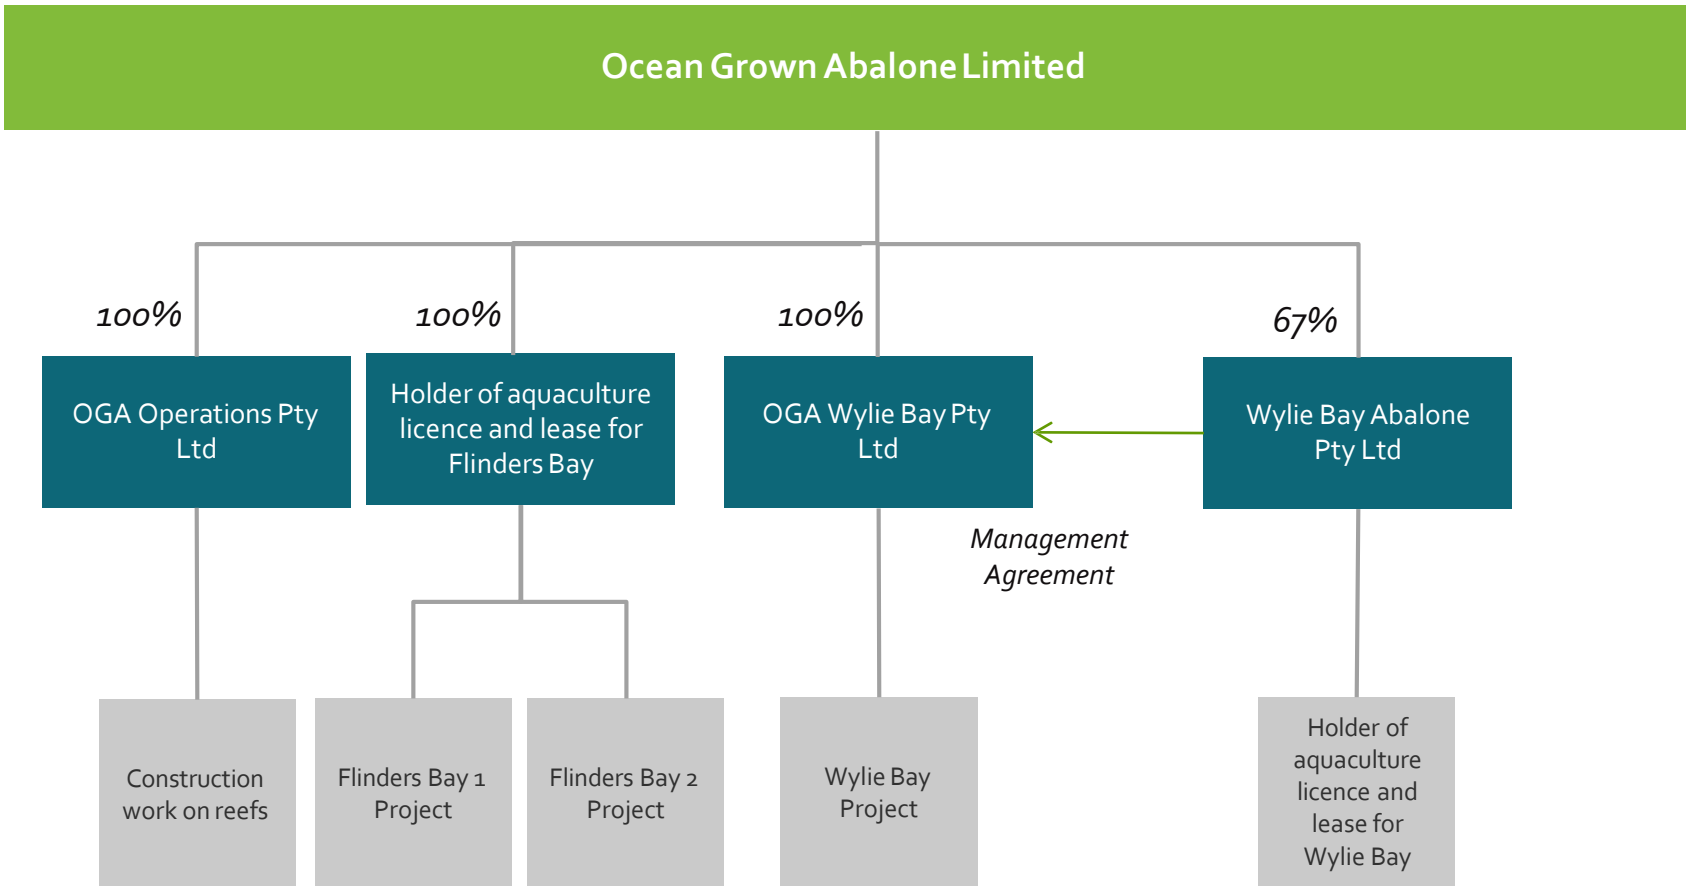 Ocean Grown Abalone Limited
100%
100%
100%
67%
OGA Operations Pty
Ltd
Holder of aquaculture
licence and lease for
Flinders Bay
OGA Wylie Bay Pty
Ltd
Wylie Bay Abalone
Pty Ltd
Management
Agreement
Construction
work on reefs
Flinders Bay 1
Project
Flinders Bay 2
Project
Wylie Bay
Project
Holder of
aquaculture
licence and
lease for
Wylie Bay